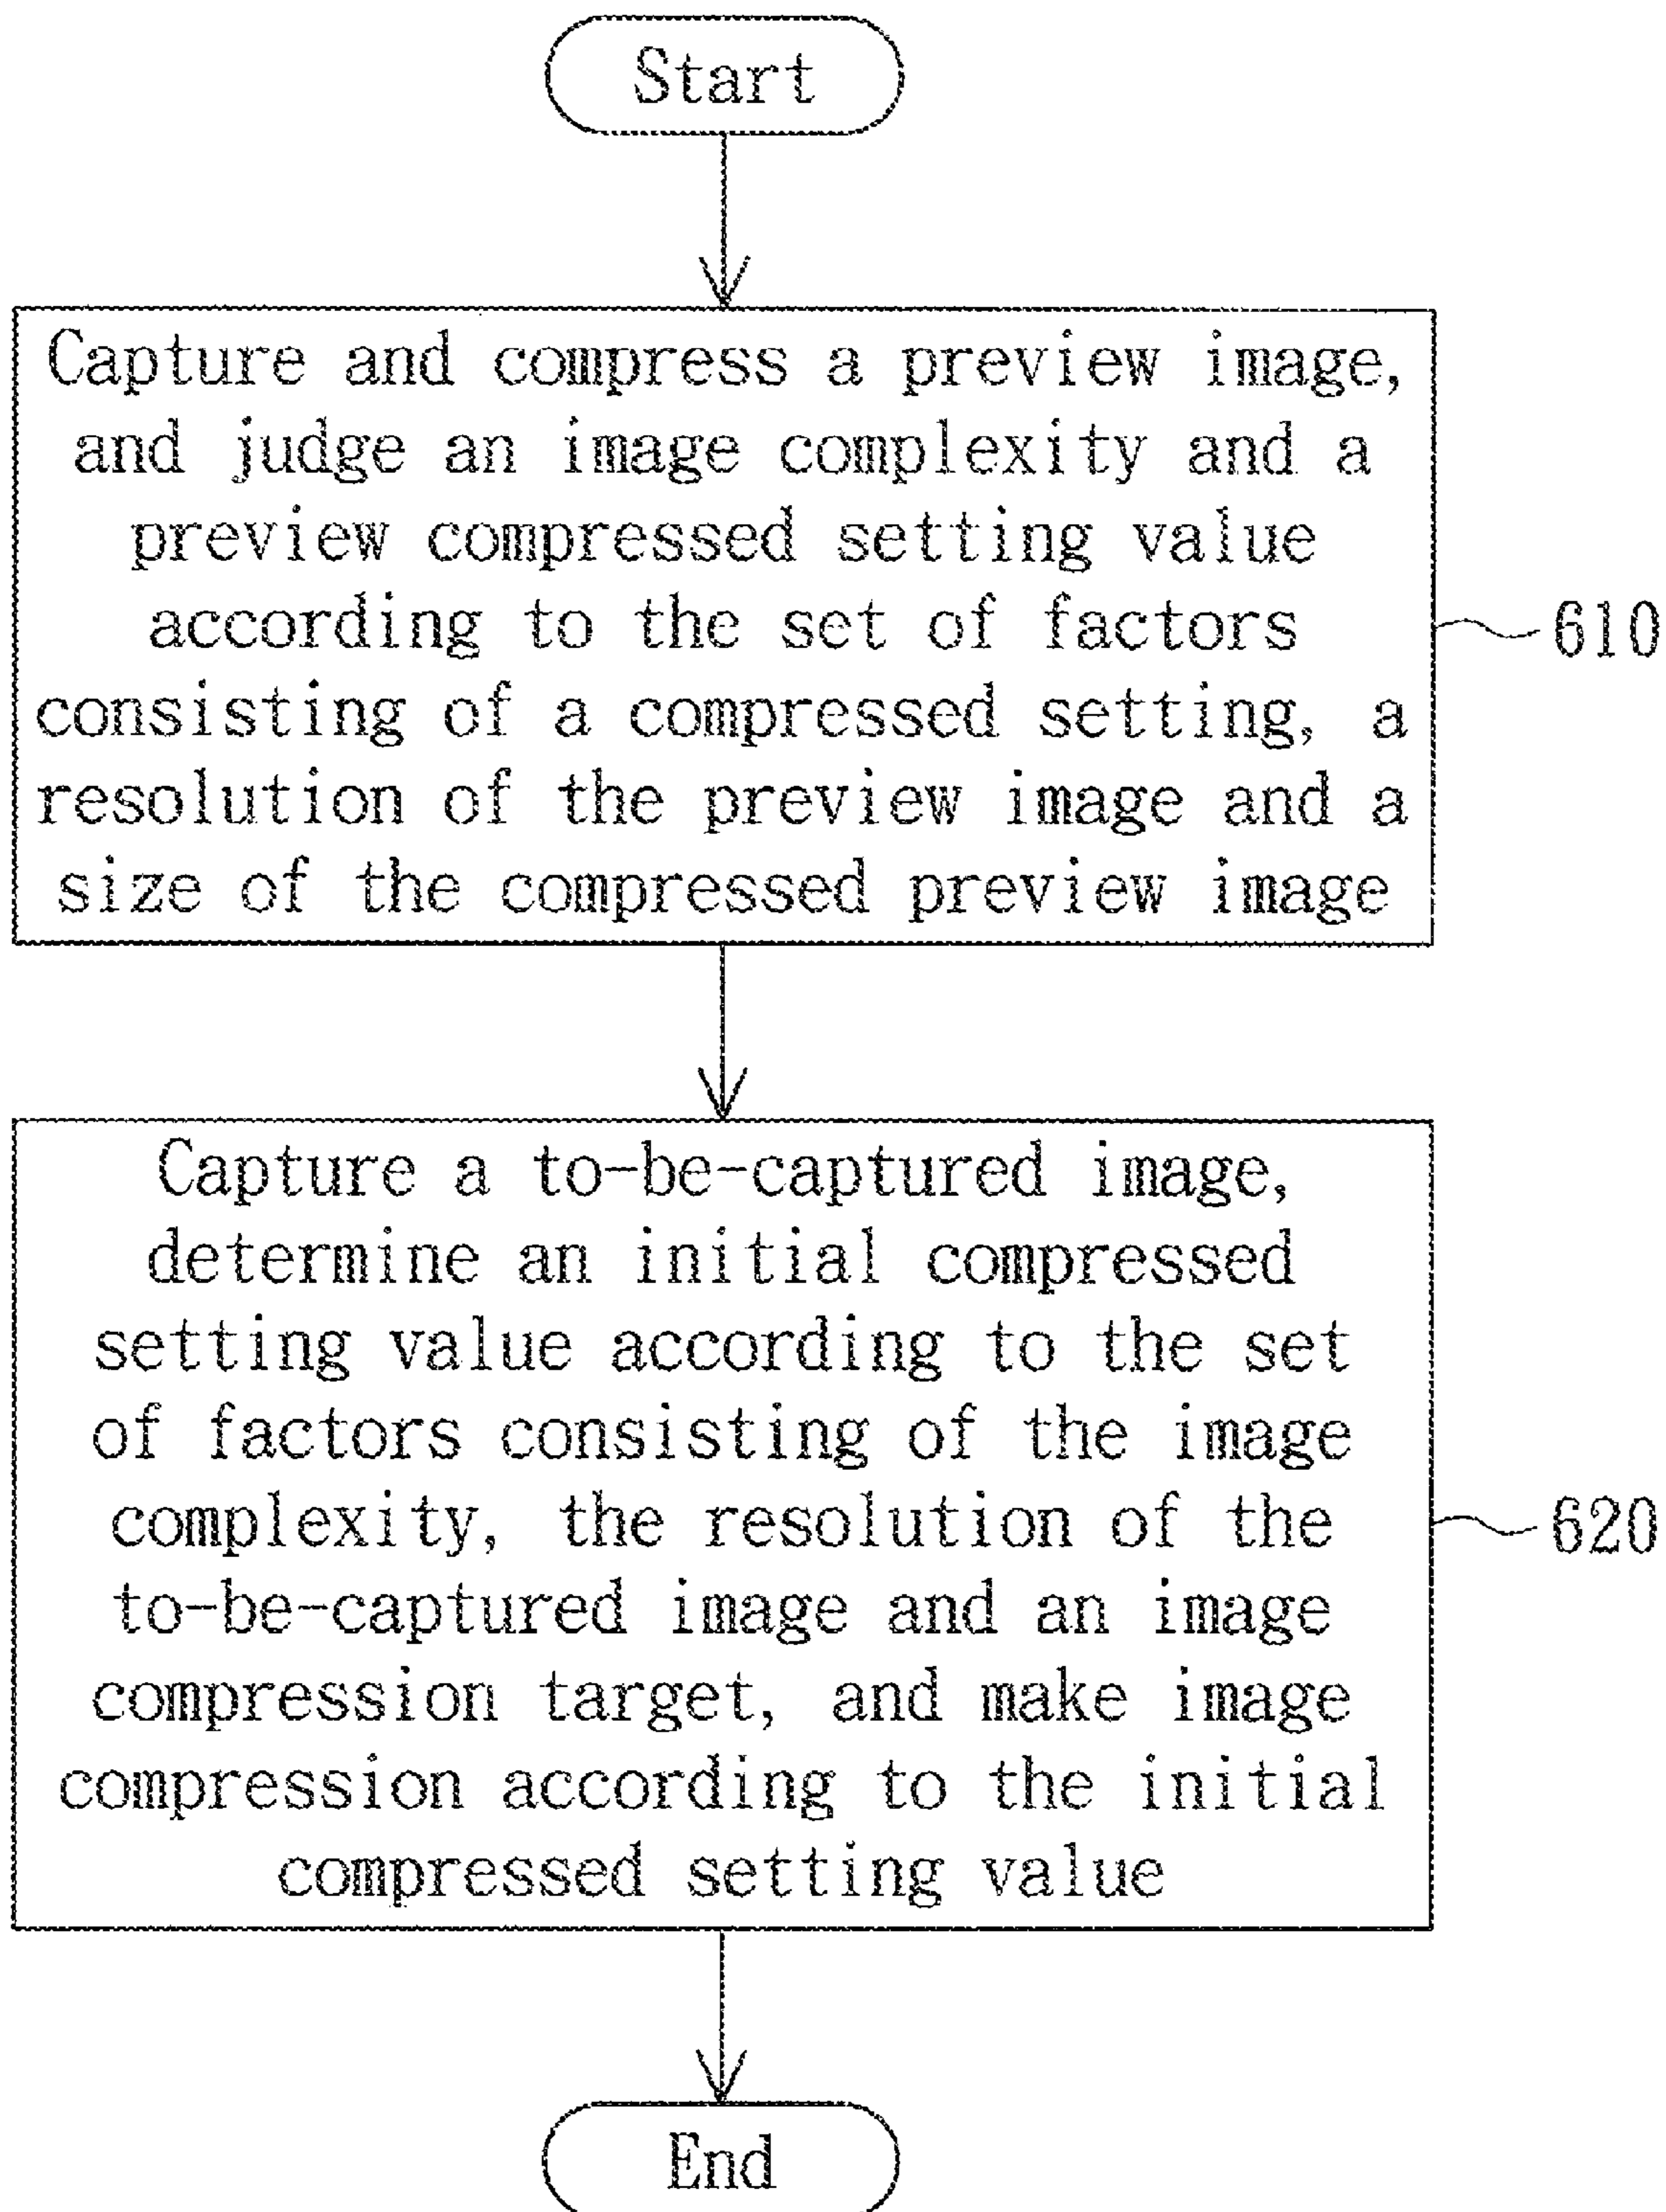 Start
Capture and compress a preview image,
and judge an image complexity and a
preview compressed setting value
according to the set of factors
consisting of a compressed setting, a
resolution of the preview image and a
size of the compressed preview image
610
Capture a to-be-captured image,
determine an initial compressed
setting value according to the set
of factors consisting of the image
complexity, the resolution of the
to-be-captured image and an image
compression target, and make image
compression according to the initial
compressed setting value
620
End